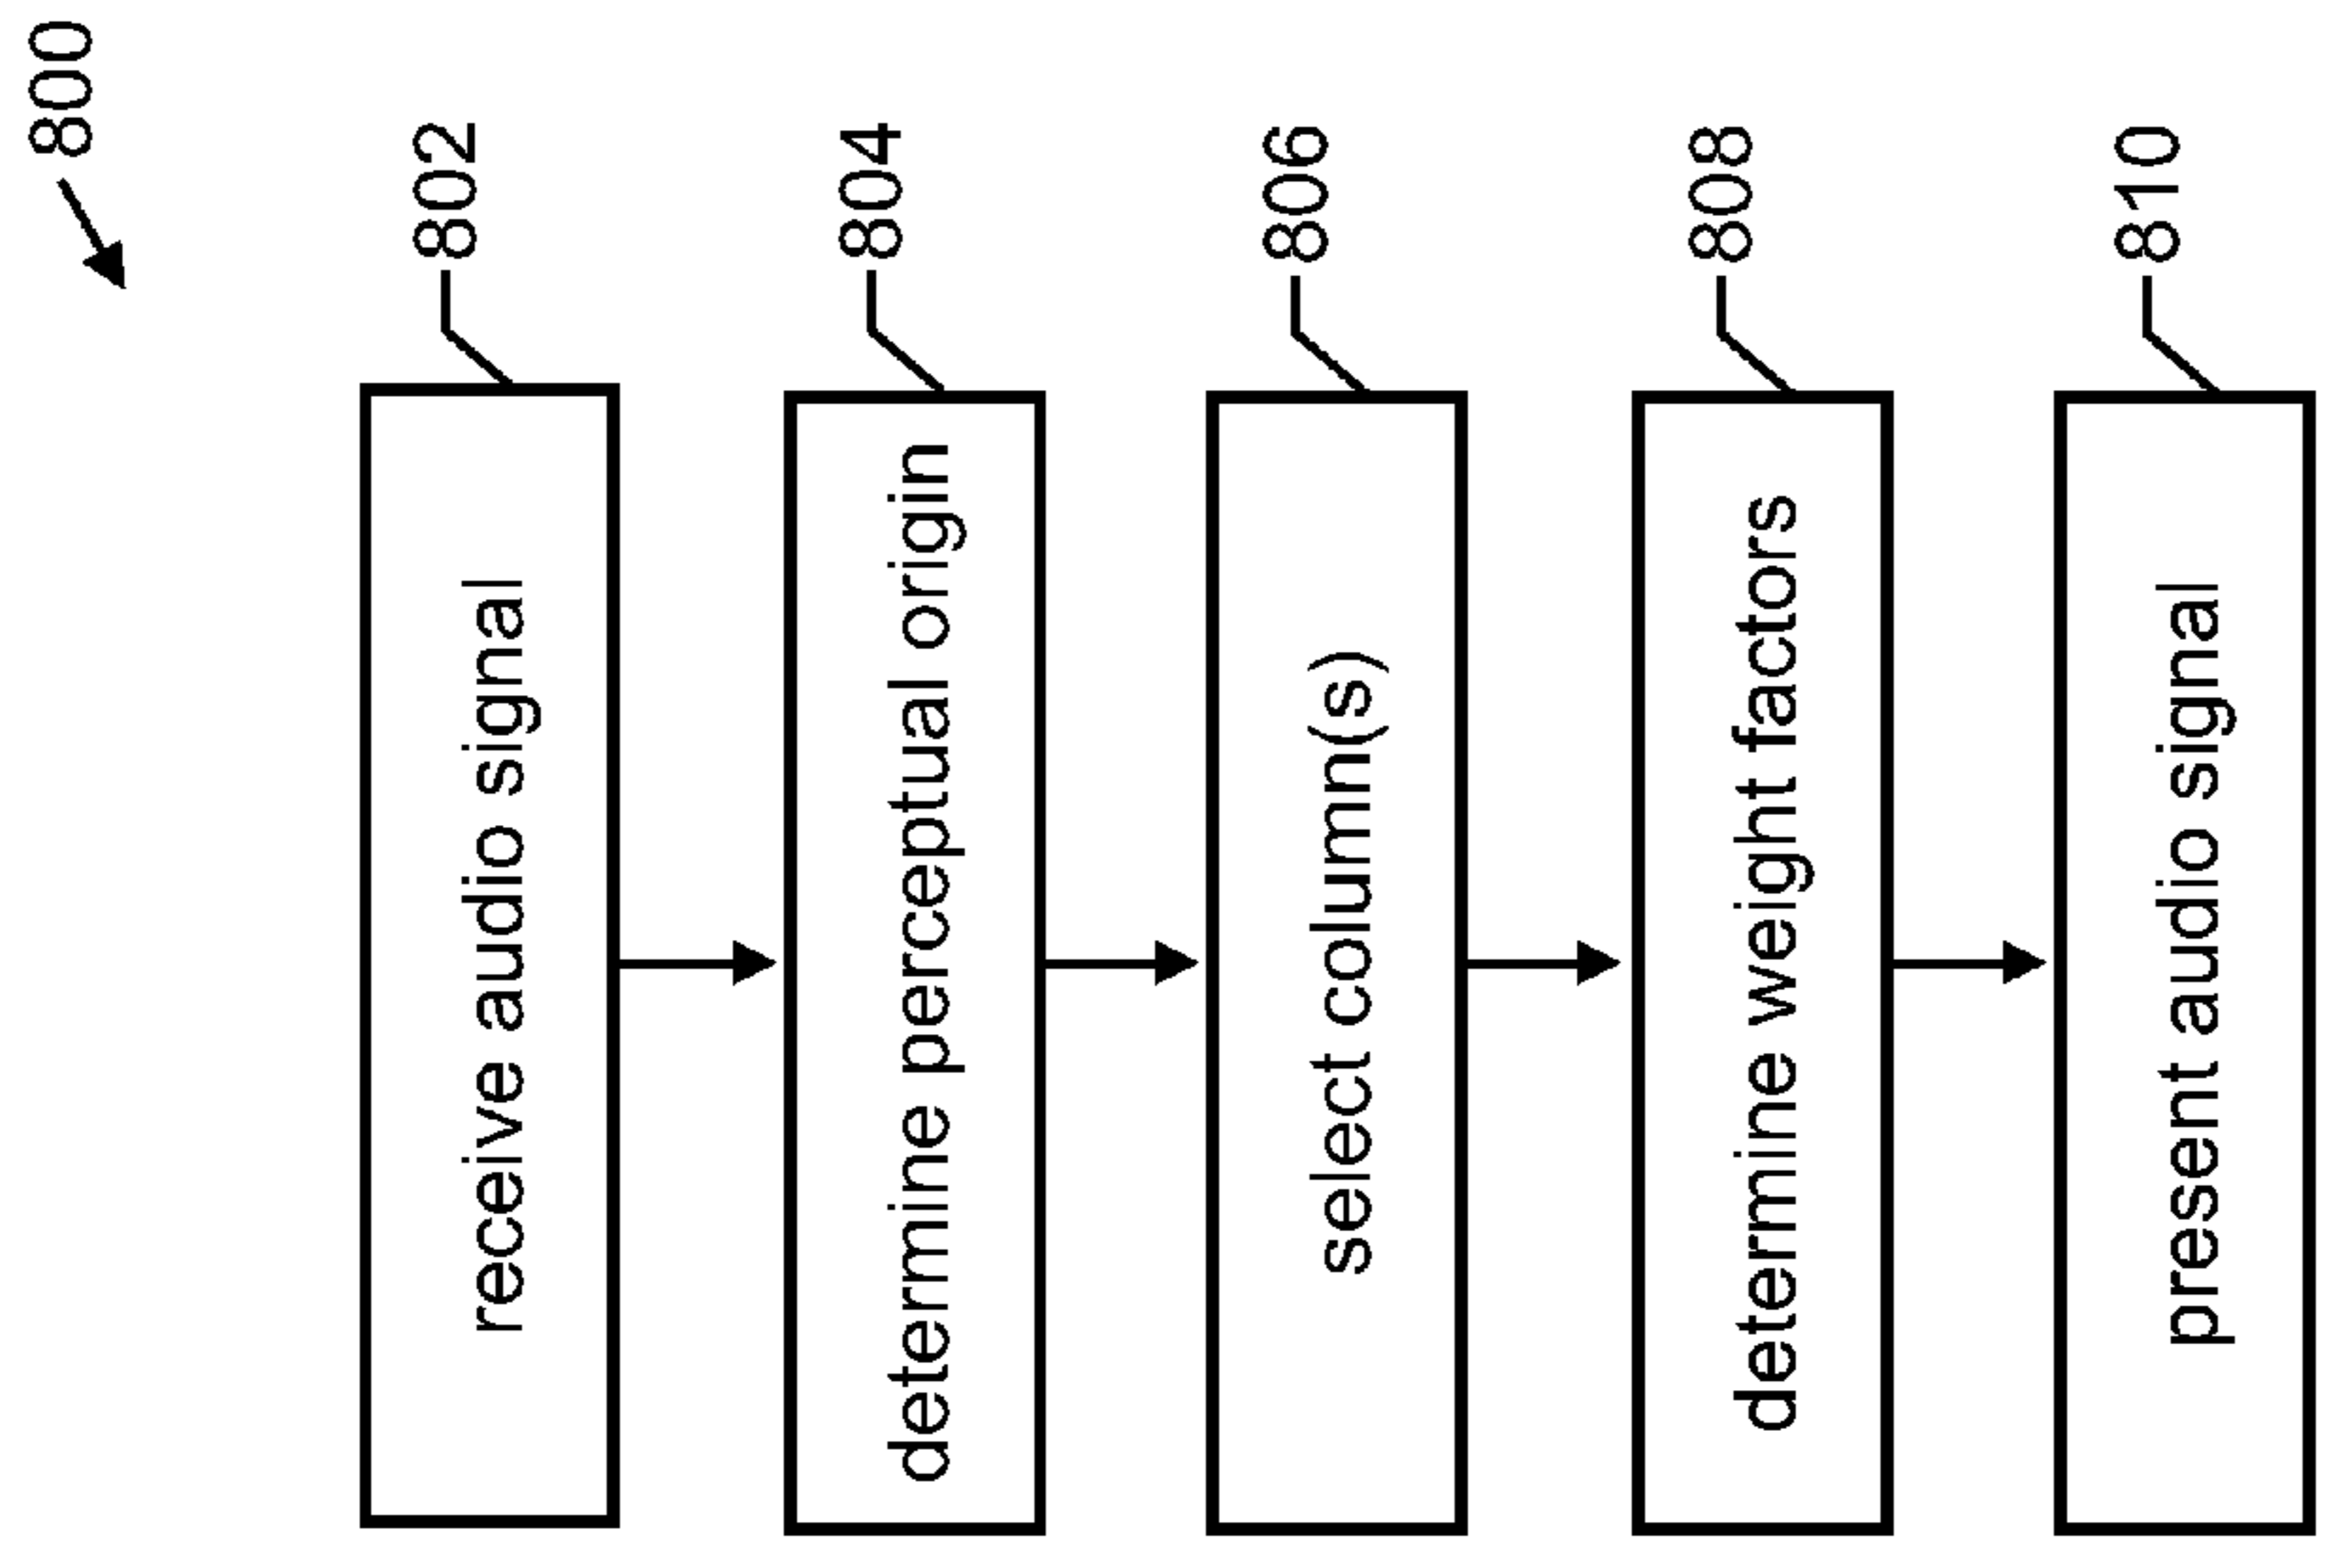 800
receive audio signal
802
determine perceptual origin
804
select column(s)
806
determine weight factors
808
present audio signal
810